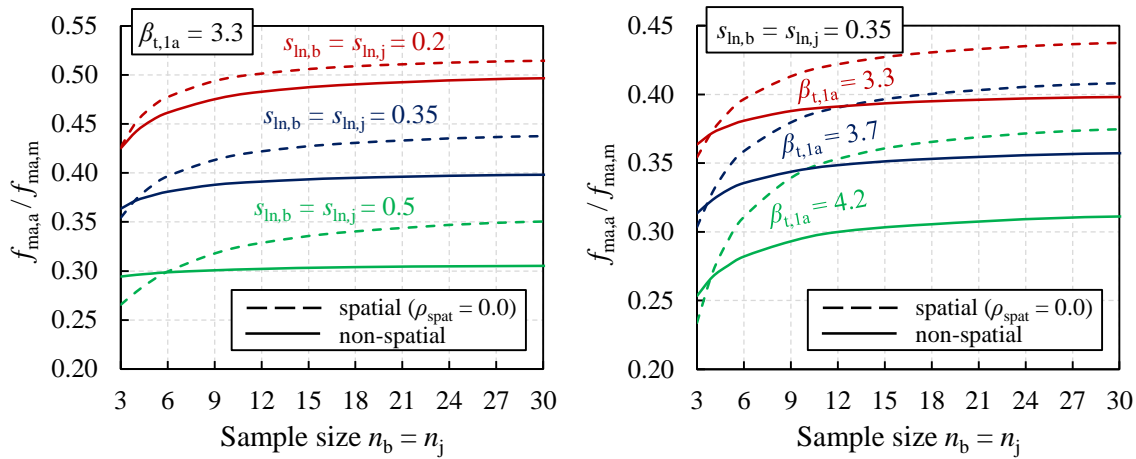 f_ma,a / f_ma,m
0.55
0.50
0.45
0.40
0.35
0.30
0.25
0.20
β_t,1a = 3.3
s_ln,b = s_ln,j = 0.2
s_ln,b = s_ln,j = 0.35
s_ln,b = s_ln,j = 0.5
spatial (ρ_spat = 0.0)
non-spatial
3 6 9 12 15 18 21 24 27 30
Sample size n_b = n_j
f_ma,a / f_ma,m
0.45
0.40
0.35
0.30
0.25
0.20
s_ln,b = s_ln,j = 0.35
β_t,1a = 3.3
β_t,1a = 3.7
β_t,1a = 4.2
spatial (ρ_spat = 0.0)
non-spatial
3 6 9 12 15 18 21 24 27 30
Sample size n_b = n_j